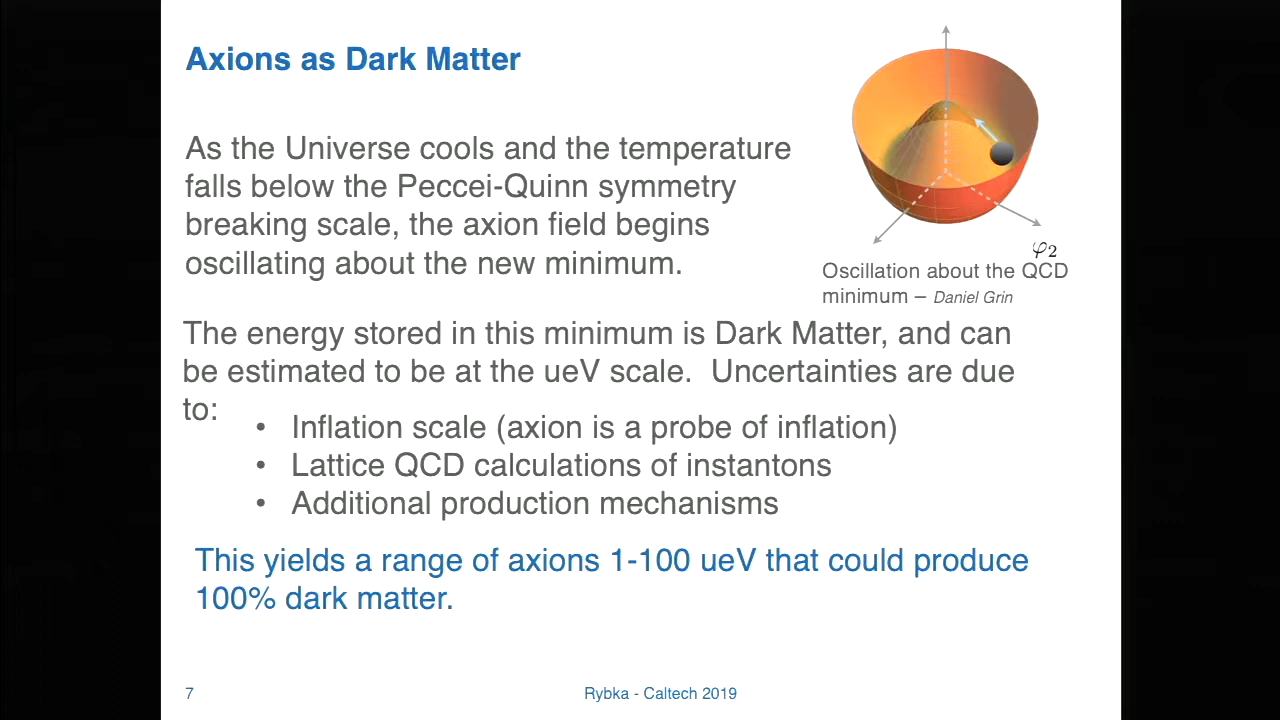 Axions as Dark Matter
As the Universe cools and the temperature
falls below the Peccei-Quinn symmetry
breaking scale, the axion field begins
oscillating about the new minimum.
φ₂
Oscillation about the QCD
minimum – Daniel Grin
The energy stored in this minimum is Dark Matter, and can
be estimated to be at the ueV scale.  Uncertainties are due
to:
• Inflation scale (axion is a probe of inflation)
• Lattice QCD calculations of instantons
• Additional production mechanisms
This yields a range of axions 1-100 ueV that could produce
100% dark matter.
7
Rybka - Caltech 2019